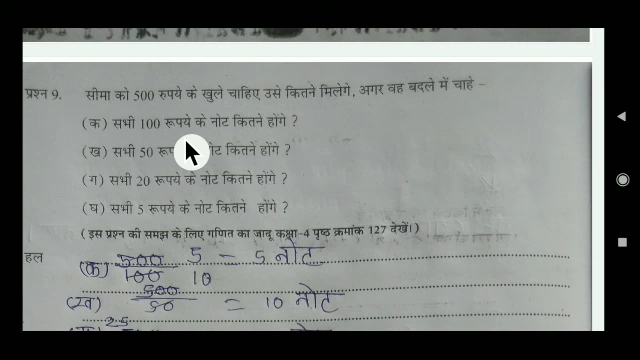 प्रश्न 9. सीमा को 500 रुपये के खुले चाहिए उसे कितने मिलेगे, अगर वह बदले में चाहे –
(क) सभी 100 रूपये के नोट कितने होंगे ?
(ख) सभी 50 नोट कितने होंगे ?
(ग) सभी 20 रूपये के नोट कितने होंगे ?
(घ) सभी 5 रूपये के नोट कितने होंगे ?
( इस प्रश्न की समझ के लिए गणित का जादू कक्षा-4 पृष्ठ क्रमांक 127 देखें। )
हल
(क) 500/100 5 = 5 नोट
10
(ख) 500/50 = 10 नोट
25